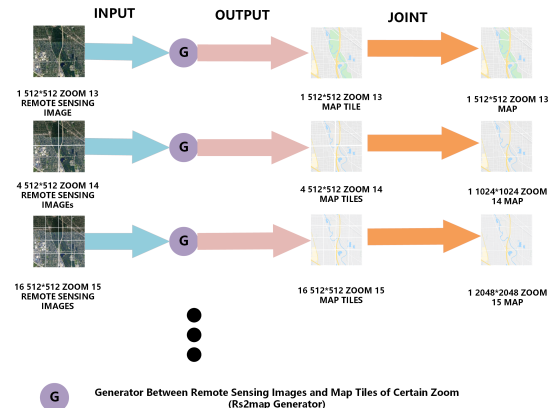 INPUT
OUTPUT
JOINT
G
1 512*512 ZOOM 13
REMOTE SENSING
IMAGE
1 512*512 ZOOM 13
MAP TILE
1 512*512 ZOOM 13
MAP
G
4 512*512 ZOOM 14
REMOTE SENSING
IMAGEs
4 512*512 ZOOM 14
MAP TILES
1 1024*1024 ZOOM
14 MAP
G
16 512*512 ZOOM 15
REMOTE SENSING
IMAGES
16 512*512 ZOOM 15
MAP TILES
1 2048*2048 ZOOM
15 MAP
G
Generator Between Remote Sensing Images and Map Tiles of Certain Zoom
(Rs2map Generator)